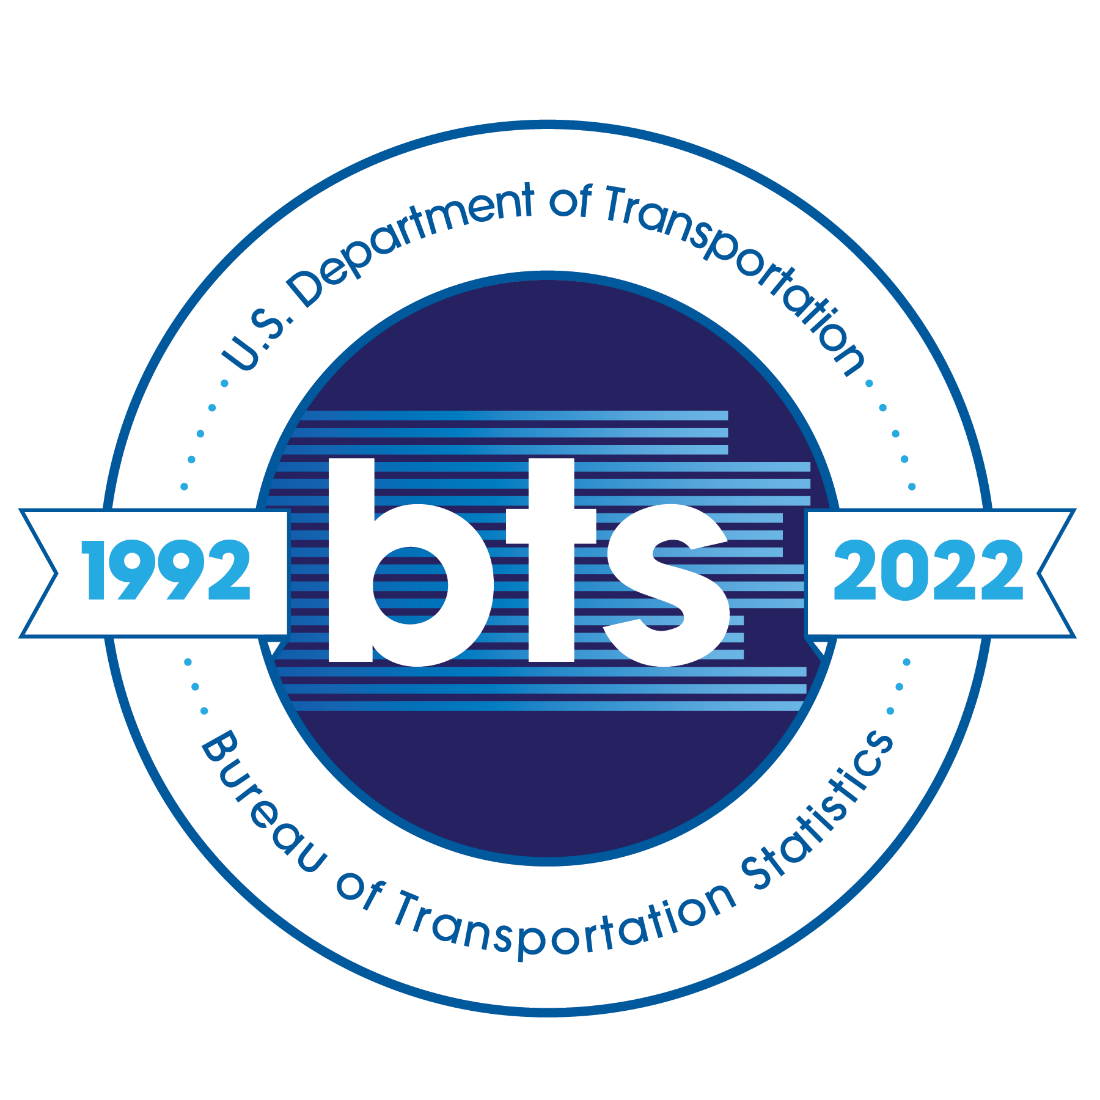 U.S. Department of Transportation
1992
bts
2022
Bureau of Transportation Statistics